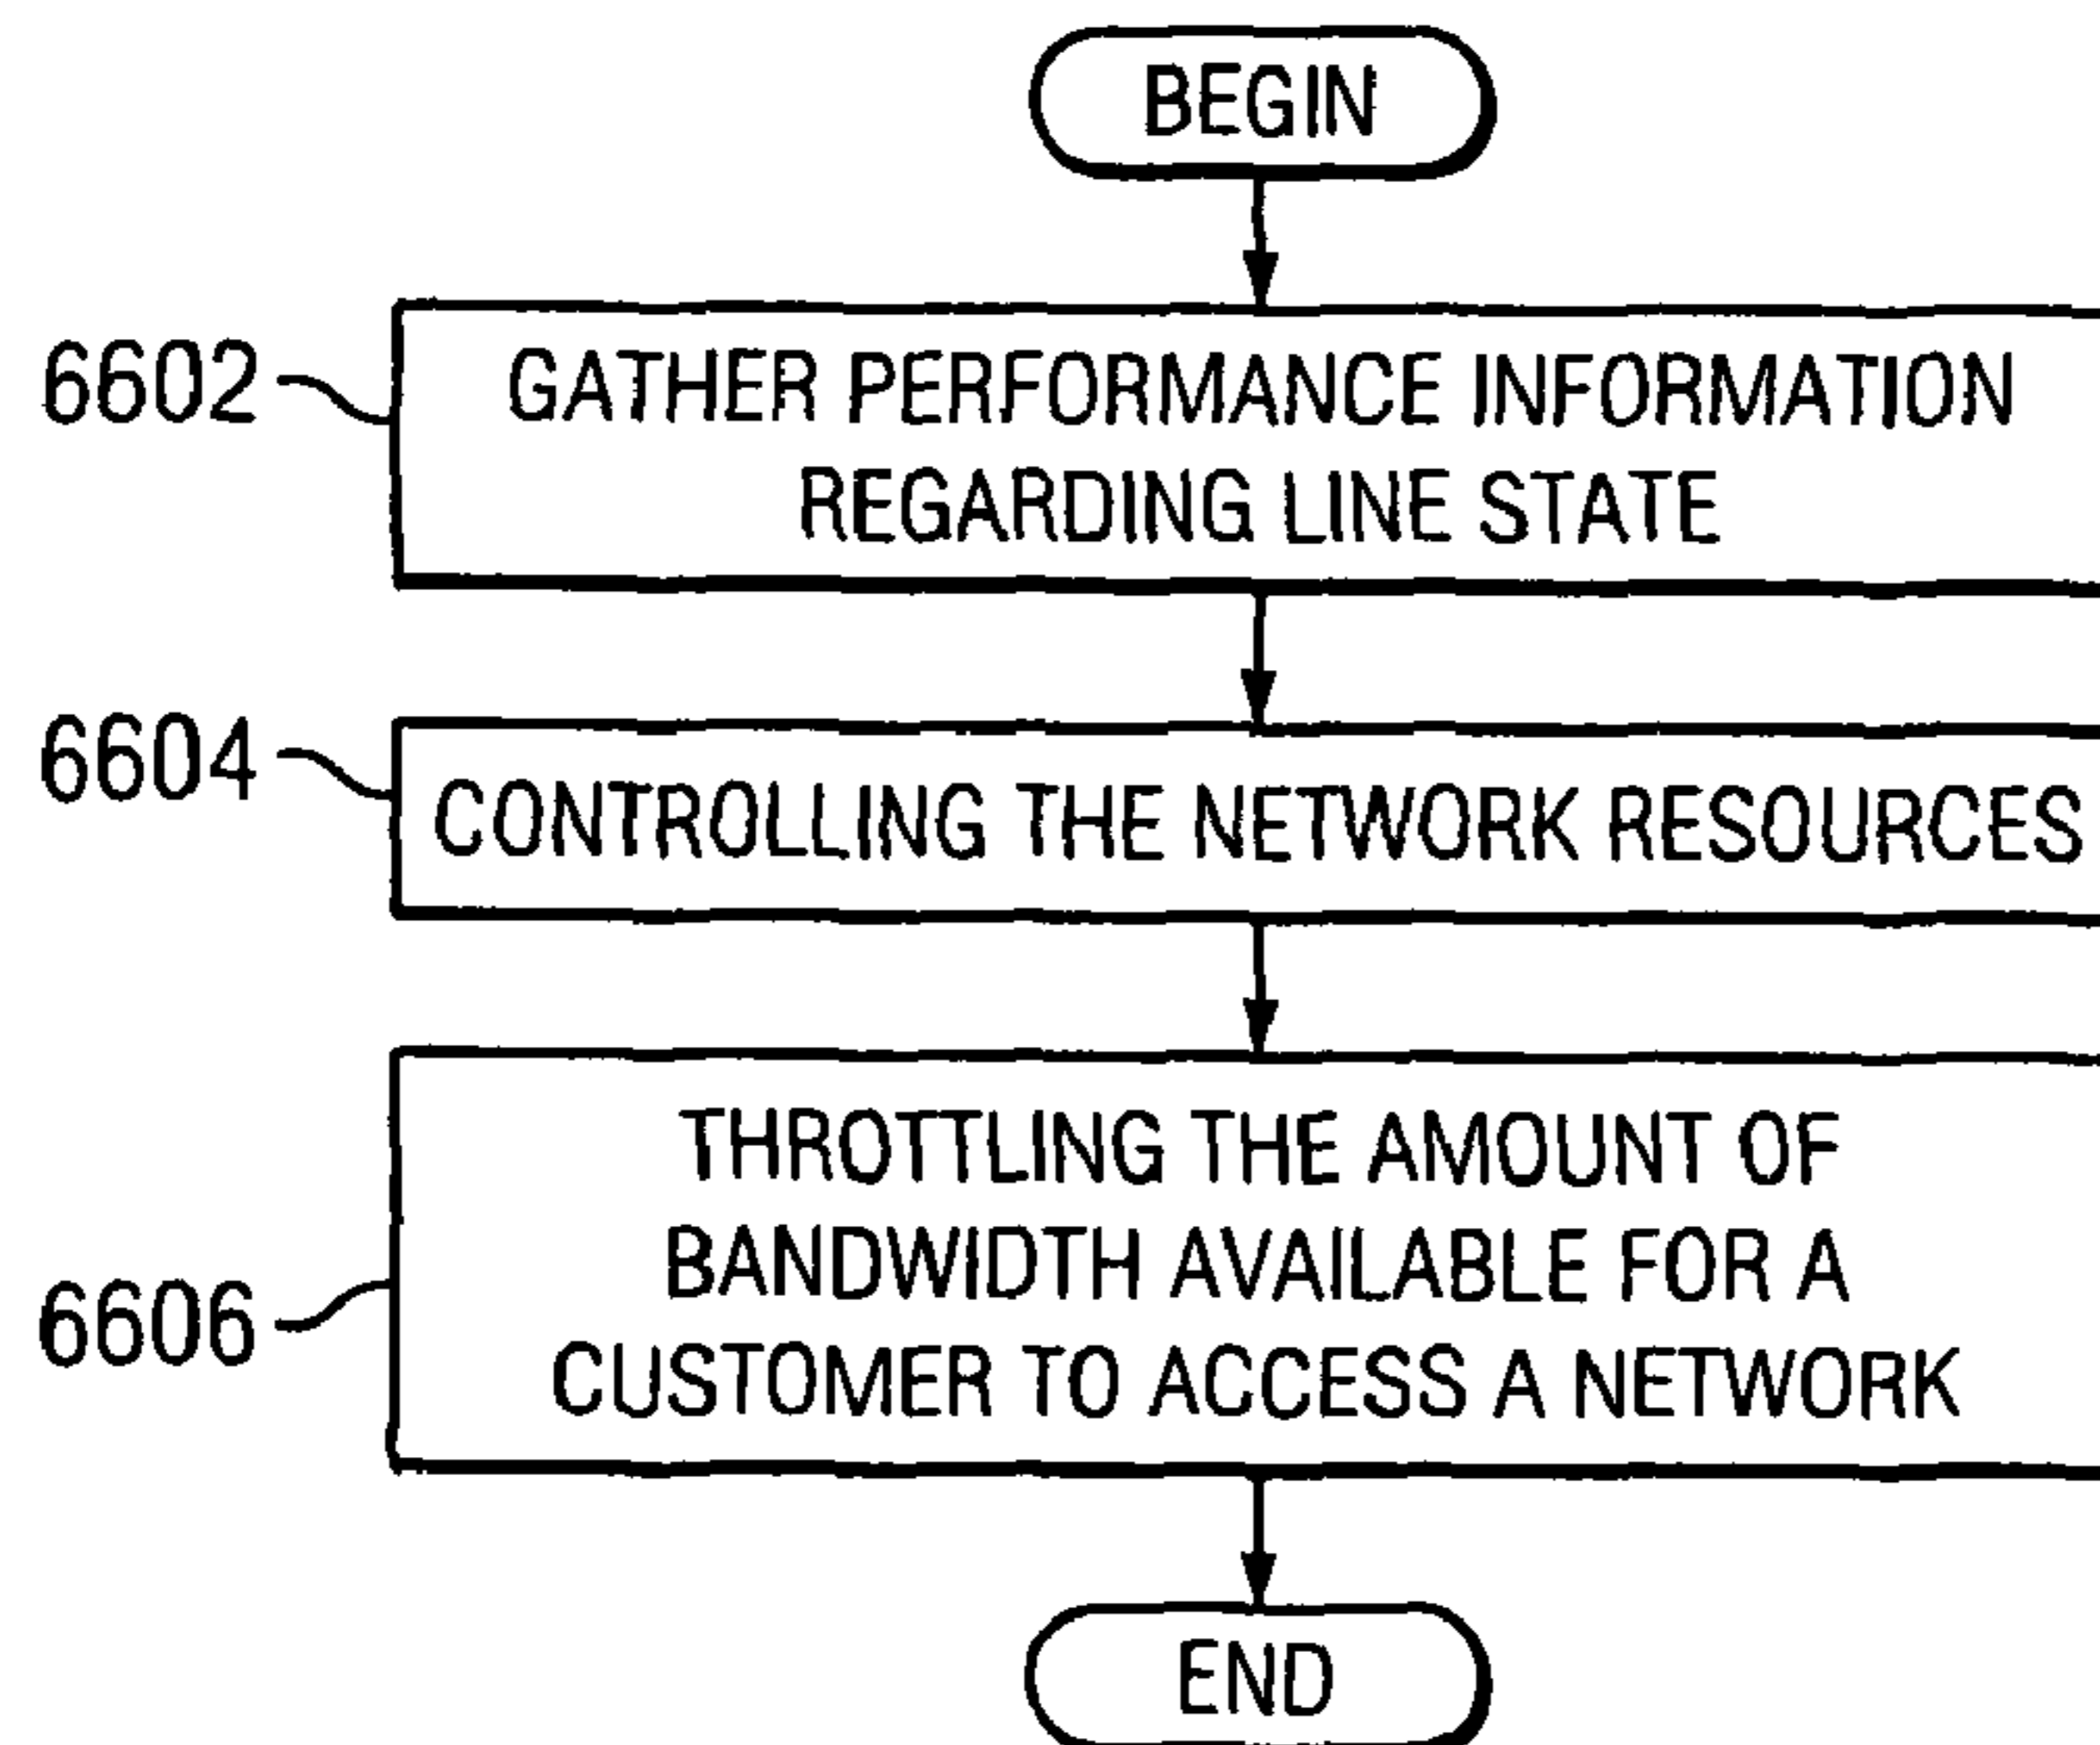 BEGIN
6602
GATHER PERFORMANCE INFORMATION
REGARDING LINE STATE
6604
CONTROLLING THE NETWORK RESOURCES
6606
THROTTLING THE AMOUNT OF
BANDWIDTH AVAILABLE FOR A
CUSTOMER TO ACCESS A NETWORK
END